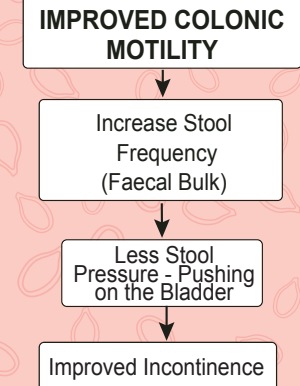 IMPROVED COLONIC
MOTILITY
Increase Stool
Frequency
(Faecal Bulk)
Less Stool
Pressure - Pushing
on the Bladder
Improved Incontinence